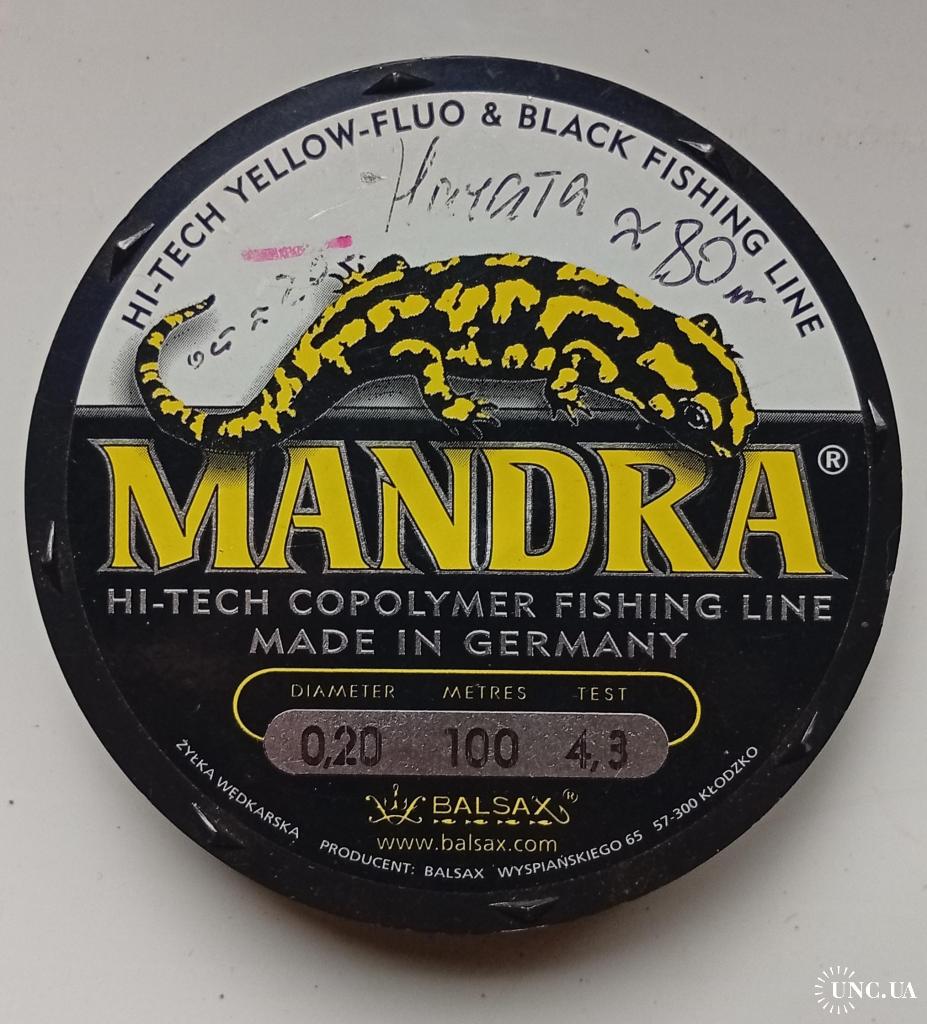 HI-TECH YELLOW-FLUO & BLACK FISHING LINE
≈ 80 m
MANDRA®
HI-TECH COPOLYMER FISHING LINE
MADE IN GERMANY
DIAMETER METRES TEST
0,20 100 4,3
BALSAX®
www.balsax.com
ŻYŁKA WĘDKARSKA
PRODUCENT: BALSAX WYSPIAŃSKIEGO 65 57-300 KŁODZKO
UNC.UA